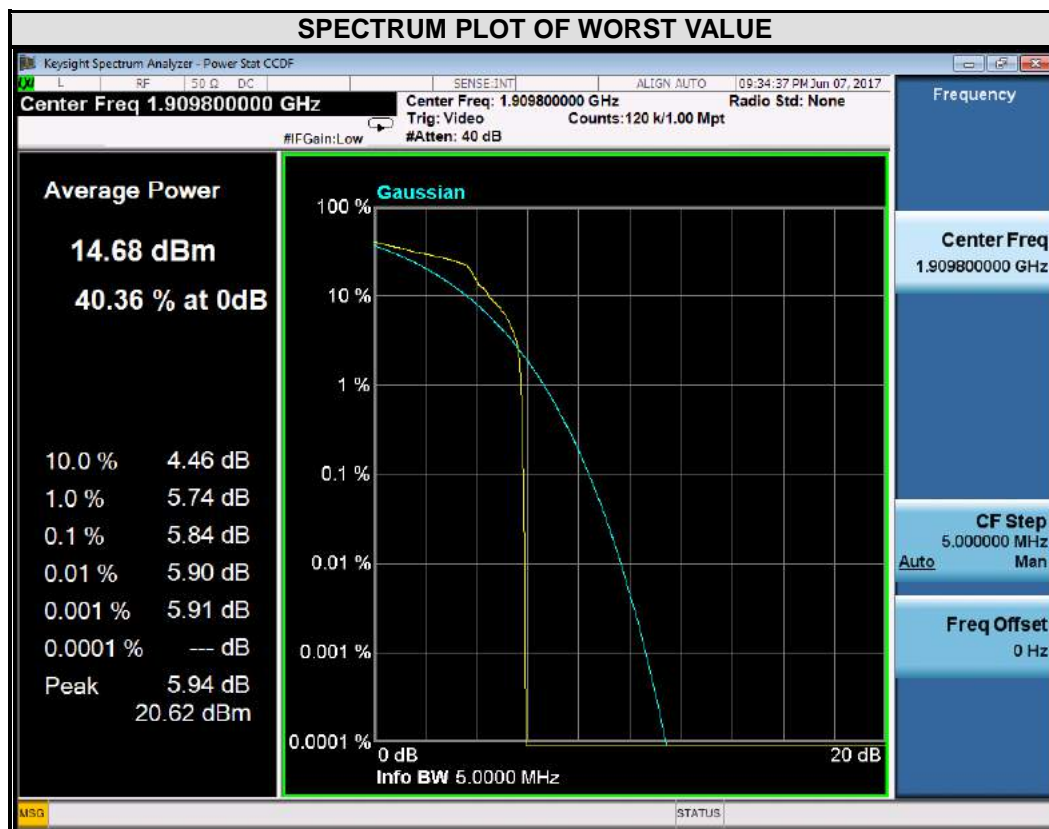 SPECTRUM PLOT OF WORST VALUE
Keysight Spectrum Analyzer - Power Stat CCDF
L RF 50 Ω DC SENSE:INT ALIGN AUTO 09:34:37 PM Jun 07, 2017
Center Freq 1.909800000 GHz
Center Freq: 1.909800000 GHz Radio Std: None
Trig: Video Counts:120 k/1.00 Mpt
#IFGain:Low #Atten: 40 dB
Frequency
Average Power
14.68 dBm
40.36 % at 0dB
10.0 % 4.46 dB
1.0 % 5.74 dB
0.1 % 5.84 dB
0.01 % 5.90 dB
0.001 % 5.91 dB
0.0001 % --- dB
Peak 5.94 dB
20.62 dBm
Gaussian
100 %
10 %
1 %
0.1 %
0.01 %
0.001 %
0.0001 %
0 dB 20 dB
Info BW 5.0000 MHz
Center Freq
1.909800000 GHz
CF Step
5.000000 MHz
Auto Man
Freq Offset
0 Hz
MSG STATUS